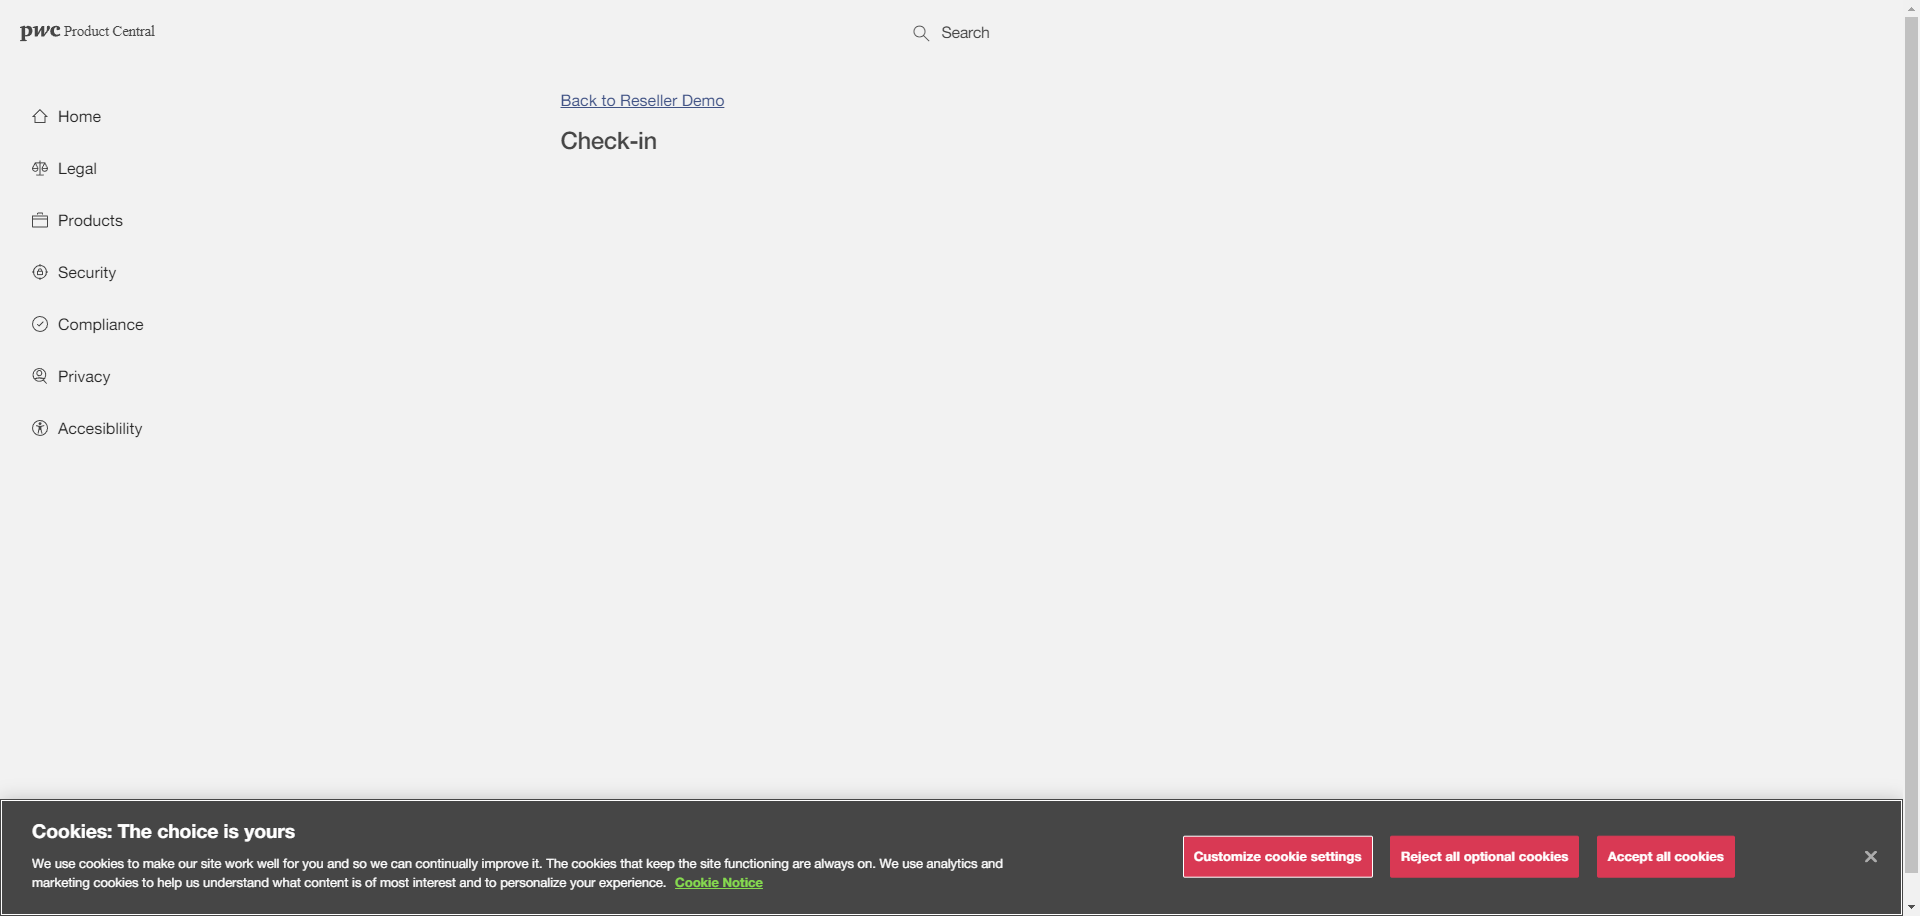 pwc Product Central
Search
Home
Legal
Products
Security
Compliance
Privacy
Accesiblility
Back to Reseller Demo
Check-in
Cookies: The choice is yours
We use cookies to make our site work well for you and so we can continually improve it. The cookies that keep the site functioning are always on. We use analytics and
marketing cookies to help us understand what content is of most interest and to personalize your experience. Cookie Notice
Customize cookie settings
Reject all optional cookies
Accept all cookies